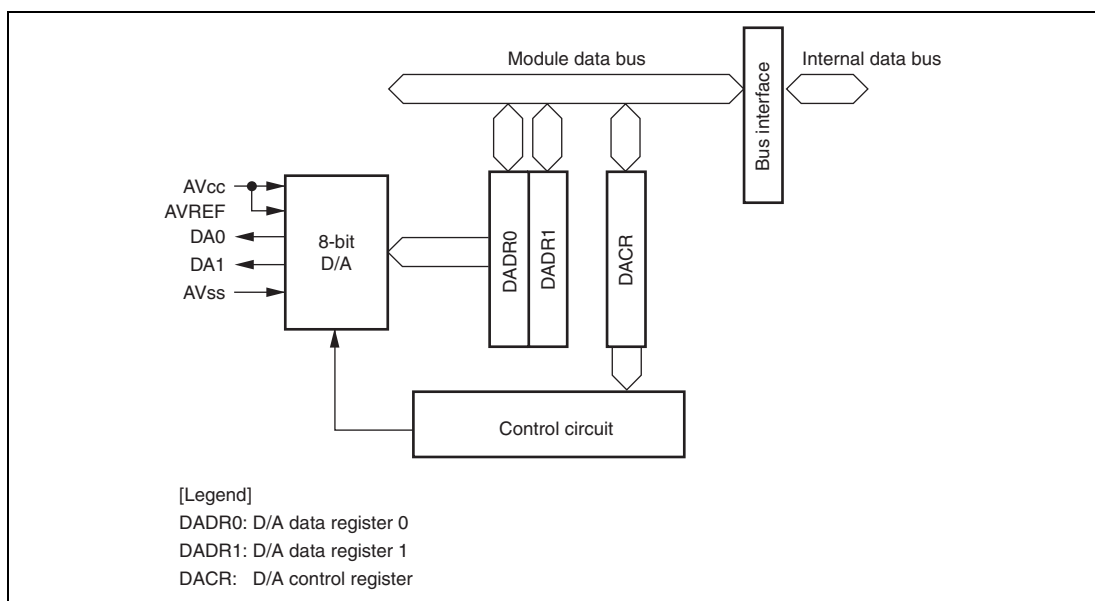 Module data bus
Internal data bus
Bus interface
AVcc
AVREF
DA0
DA1
AVss
8-bit
D/A
DADR0
DADR1
DACR
Control circuit
[Legend]
DADR0: D/A data register 0
DADR1: D/A data register 1
DACR: D/A control register